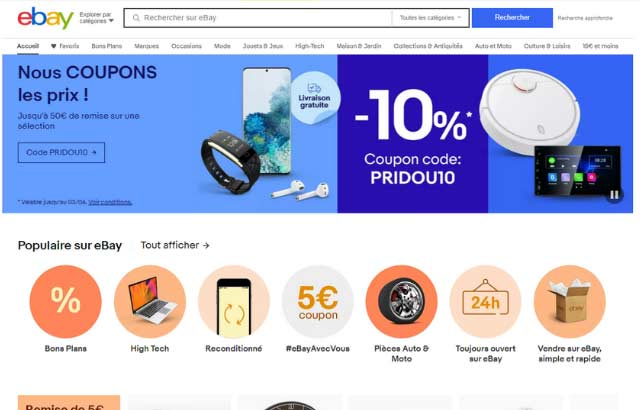 ebay
Explorer par
catégories
Rechercher sur eBay
Toutes les catégories
Rechercher
Recherche approfondie
Accueil
Favoris
Bons Plans
Marques
Occasions
Mode
Jouets & Jeux
High-Tech
Maison & Jardin
Collections & Antiquités
Auto et Moto
Culture & Loisirs
15€ et moins
Nous COUPONS
les prix !
Jusqu'à 50€ de remise sur une
sélection
Code PRIDOU10 →
* Valable jusqu'au 03/06. Voir conditions.
Livraison
gratuite
-10%*
Coupon code:
PRIDOU10
Populaire sur eBay
Tout afficher →
%
5€
coupon
24h
ebay
Bons Plans
High Tech
Reconditionné
#eBayAvecVous
Pièces Auto &
Moto
Toujours ouvert
sur eBay
Vendre sur eBay,
simple et rapide
Remise de 5€